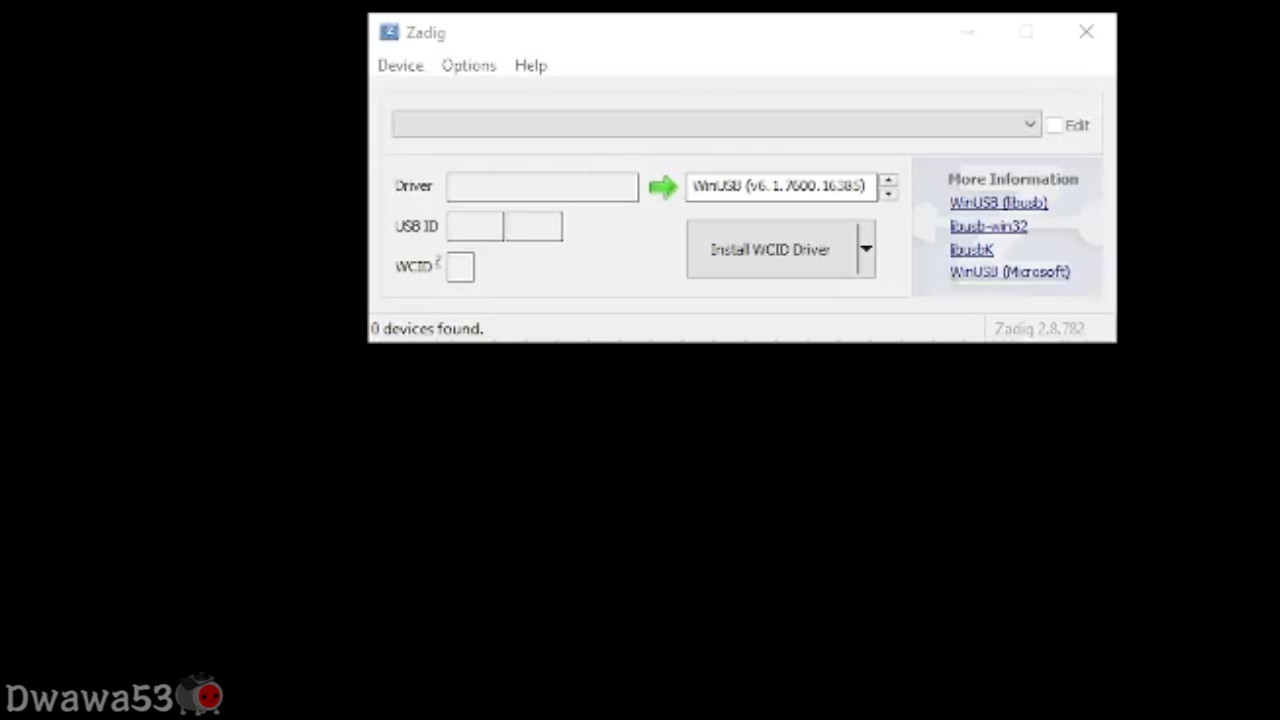 Zadig
Device Options Help
Edit
Driver
WinUSB (v6.1.7600.16385)
USB ID
WCID
Install WCID Driver
More Information
WinUSB (libusb)
libusb-win32
libusbK
WinUSB (Microsoft)
0 devices found.
Zadig 2.8.782
Dwawa53